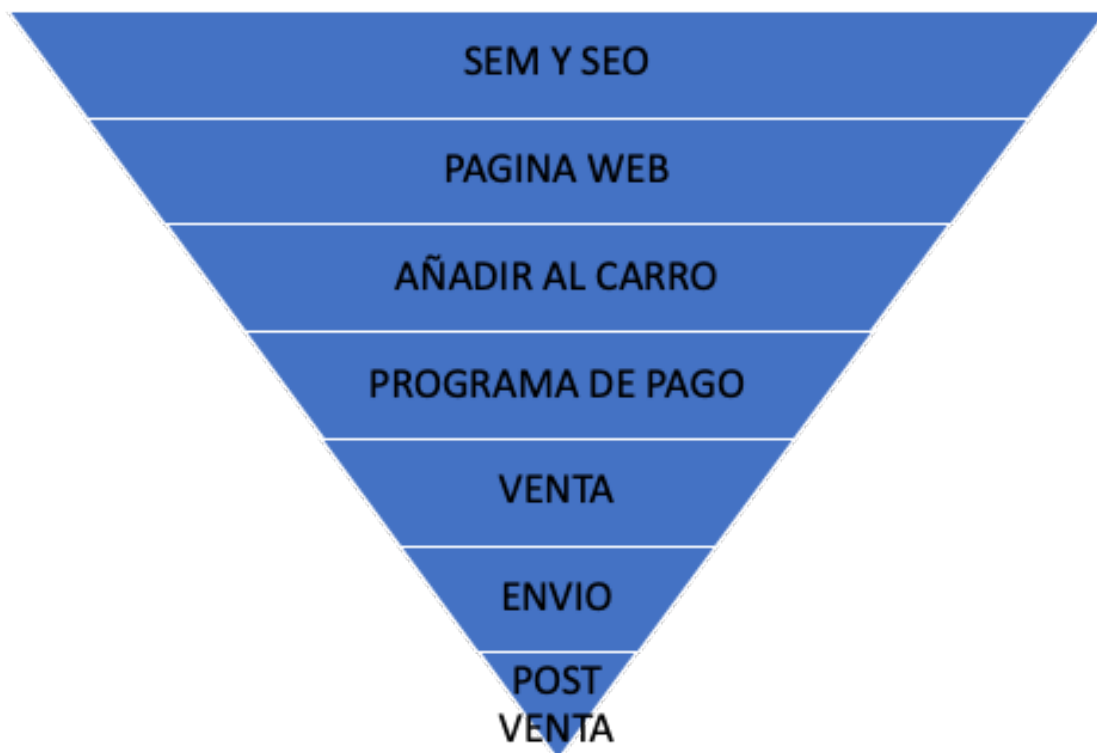 SEM Y SEO
PAGINA WEB
AÑADIR AL CARRO
PROGRAMA DE PAGO
VENTA
ENVIO
POST
VENTA